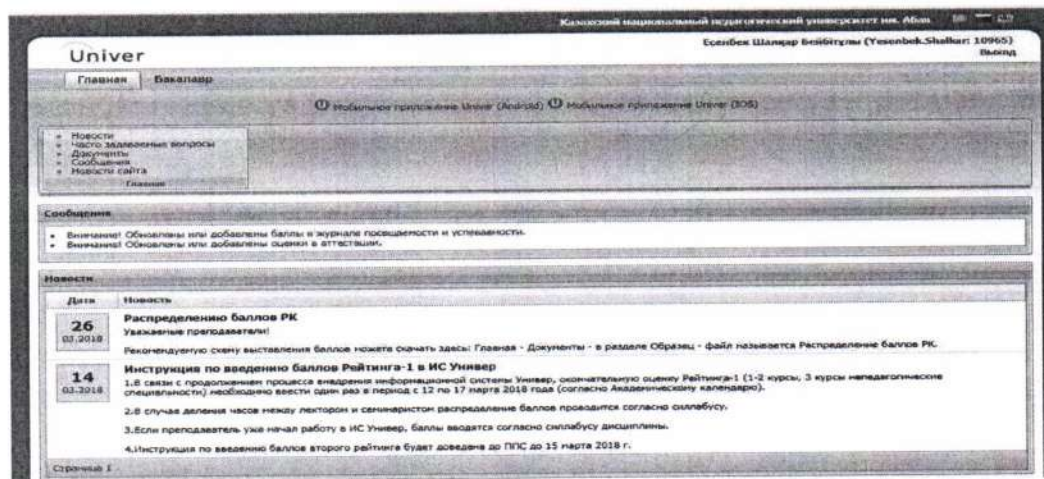 Казахский национальный педагогический университет им. Абая
Есенбек Шалқар Бейбітұлы (Yesenbek.Shalkar: 10965)
Выход
Univer
Главная Бакалавр
Мобильное приложение Univer (Android) Мобильное приложение Univer (IOS)
Новости
Часто задаваемые вопросы
Документы
Сообщения
Новости сайта
Главная
Сообщения
Внимание! Обновлены или добавлены баллы в журнале посещаемости и успеваемости.
Внимание! Обновлены или добавлены оценки в аттестации.
Новости
Дата Новость
26
03.2018
Распределению баллов РК
Уважаемые преподаватели!
Рекомендуемую схему выставления баллов можете скачать здесь: Главная - Документы - в разделе Образец - файл называется Распределение баллов РК.
14
03.2018
Инструкция по введению баллов Рейтинга-1 в ИС Универ
1.В связи с продолжением процесса внедрения информационной системы Универ, окончательную оценку Рейтинга-1 (1-2 курсы, 3 курсы непедагогические
специальности) необходимо ввести один раз в период с 12 по 17 марта 2018 года (согласно Академическому календарю).
2.В случае деления часов между лектором и семинаристом распределение баллов проводится согласно силлабусу.
3.Если преподаватель уже начал работу в ИС Универ, баллы вводятся согласно силлабусу дисциплины.
4.Инструкция по введению баллов второго рейтинга будет доведена до ППС до 15 марта 2018 г.
Страница 1